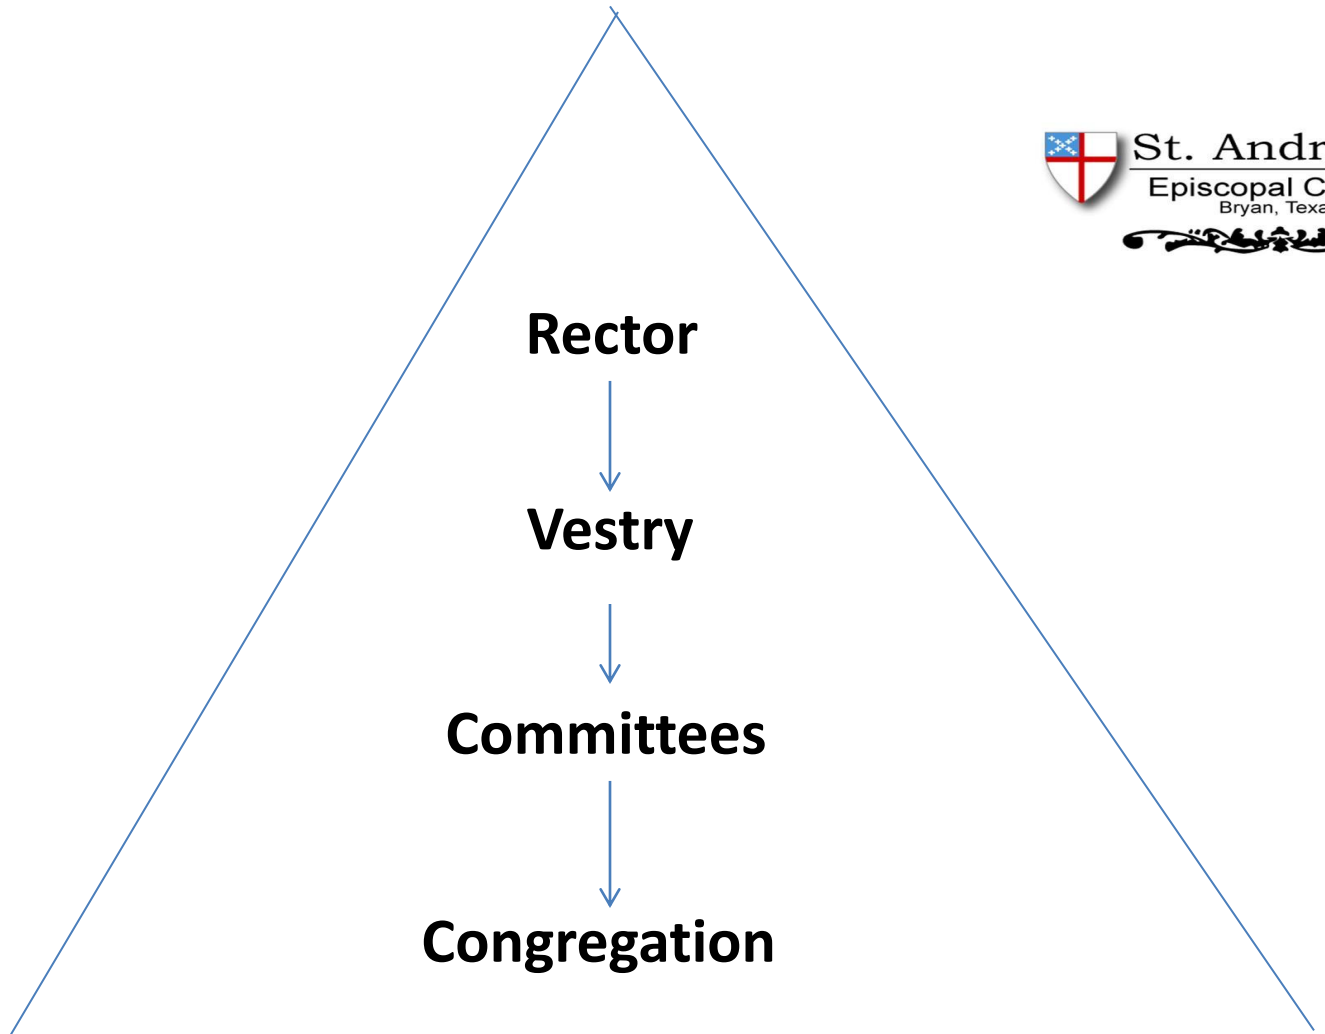 St. Andr
Episcopal C
Bryan, Texa
Rector
Vestry
Committees
Congregation